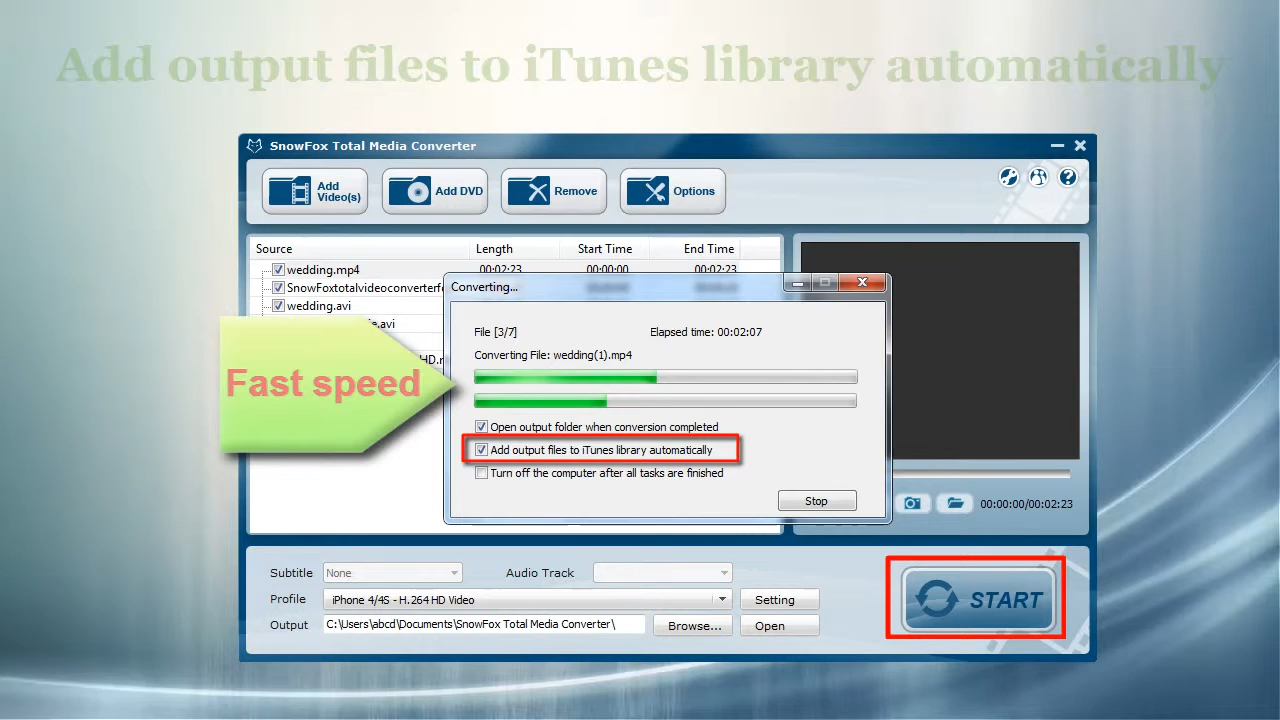 Add output files to iTunes library automatically
SnowFox Total Media Converter
Add Video(s)
Add DVD
Remove
Options
Source Length Start Time End Time
wedding.mp4 00:02:23 00:00:00 00:02:23
SnowFoxtotalvideoconverterf
wedding.avi
.avi
HD.
Converting...
File [3/7] Elapsed time: 00:02:07
Converting File: wedding(1).mp4
Fast speed
Open output folder when conversion completed
Add output files to iTunes library automatically
Turn off the computer after all tasks are finished
Stop
00:00:00/00:02:23
Subtitle None Audio Track
Profile iPhone 4/4S - H.264 HD Video Setting
Output C:\Users\abcd\Documents\SnowFox Total Media Converter\ Browse... Open
START